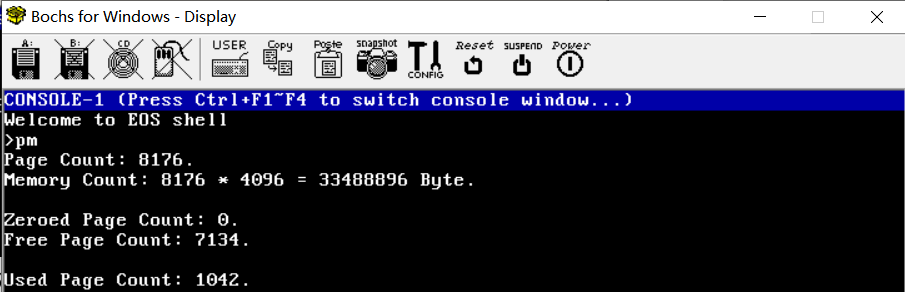 Bochs for Windows - Display
A: B: CD USER Copy Paste snapshot CONFIG Reset SUSPEND Power
CONSOLE-1 (Press Ctrl+F1~F4 to switch console window...)
Welcome to EOS shell
>pm
Page Count: 8176.
Memory Count: 8176 * 4096 = 33488896 Byte.
Zeroed Page Count: 0.
Free Page Count: 7134.
Used Page Count: 1042.